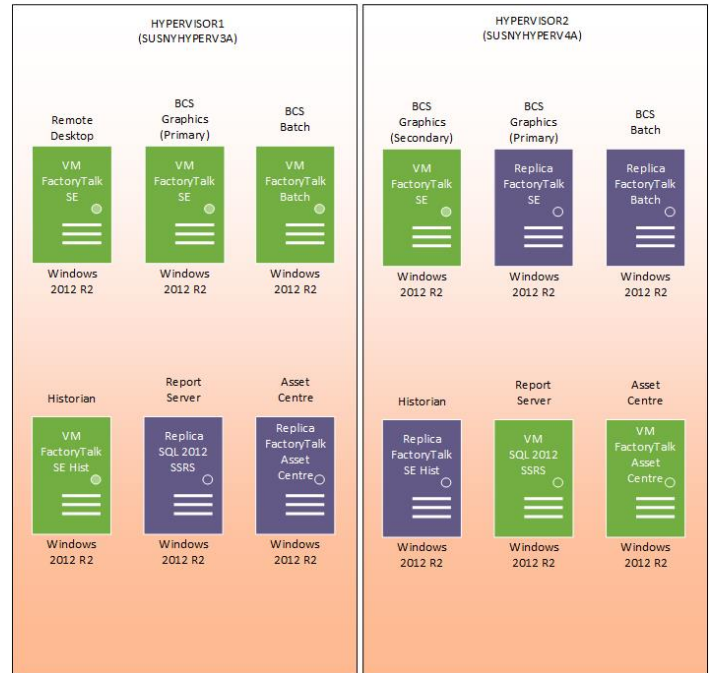 HYPERVISOR1
(SUSNYHYPERV3A)
Remote
Desktop
BCS
Graphics
(Primary)
BCS
Batch
VM
FactoryTalk
SE
VM
FactoryTalk
SE
VM
FactoryTalk
Batch
Windows
2012 R2
Windows
2012 R2
Windows
2012 R2
Historian
Report
Server
Asset
Centre
VM
FactoryTalk
SE Hist
Replica
SQL 2012
SSRS
Replica
FactoryTalk
Asset
Centre
Windows
2012 R2
Windows
2012 R2
Windows
2012 R2
HYPERVISOR2
(SUSNYHYPERV4A)
BCS
Graphics
(Secondary)
BCS
Graphics
(Primary)
BCS
Batch
VM
FactoryTalk
SE
Replica
FactoryTalk
SE
Replica
FactoryTalk
Batch
Windows
2012 R2
Windows
2012 R2
Windows
2012 R2
Historian
Report
Server
Asset
Centre
Replica
FactoryTalk
SE Hist
VM
SQL 2012
SSRS
VM
FactoryTalk
Asset
Centre
Windows
2012 R2
Windows
2012 R2
Windows
2012 R2